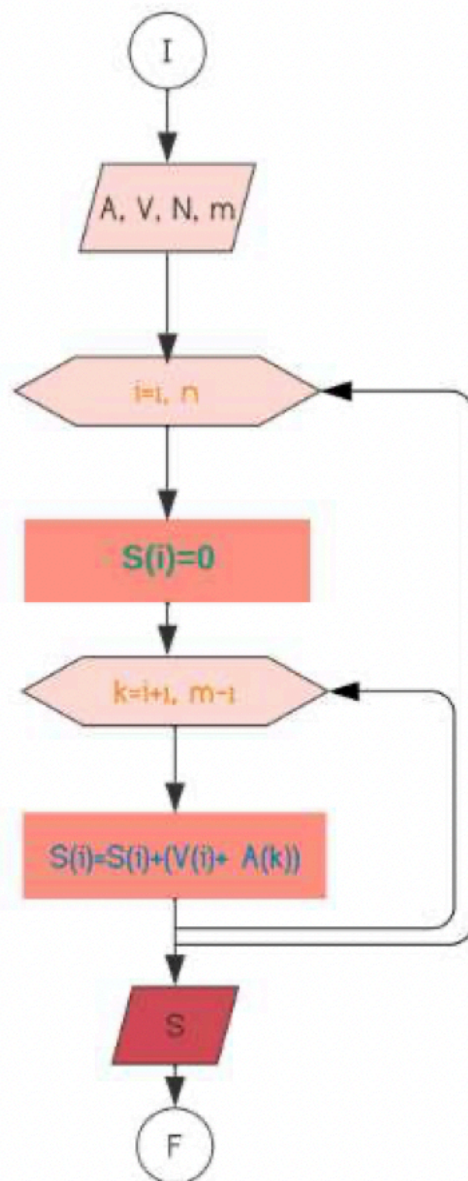 I
A, V, N, m
i=1, n
S(i)=0
k=i+1, m-1
S(i)=S(i)+(V(i)+ A(k))
S
F